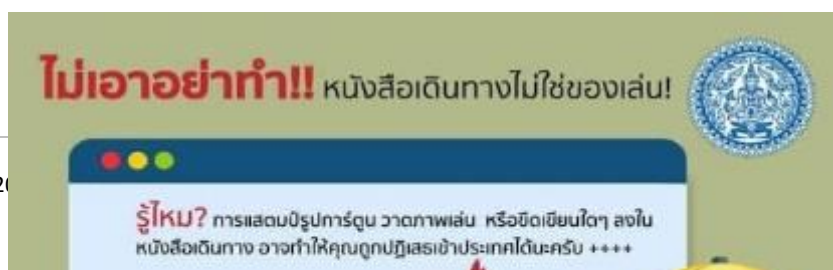 ไม่เอาอย่าทำ!! หนังสือเดินทางไม่ใช่ของเล่น!
รู้ไหม? การแสตมป์รูปการ์ตูน วาดภาพเล่น หรือขีดเขียนใดๆ ลงใน
หนังสือเดินทาง อาจทำให้คุณถูกปฏิเสธเข้าประเทศได้นะครับ ++++